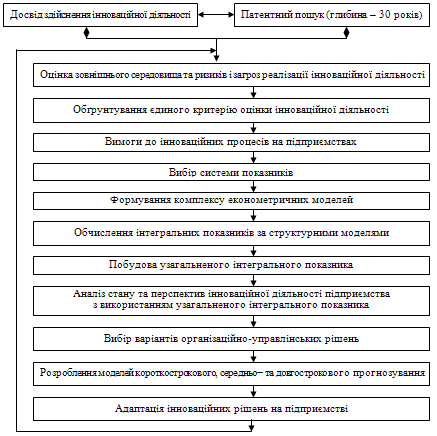 Досвід здійснення інноваційної діяльності
Патентний пошук (глибина – 30 років)
Оцінка зовнішнього середовища та ризиків і загроз реалізації інноваційної діяльності
Обґрунтування єдиного критерію оцінки інноваційної діяльності
Вимоги до інноваційних процесів на підприємствах
Вибір системи показників
Формування комплексу економетричних моделей
Обчислення інтегральних показників за структурними моделями
Побудова узагальненого інтегрального показника
Аналіз стану та перспектив інноваційної діяльності підприємства
з використанням узагальненого інтегрального показника
Вибір варіантів організаційно-управлінських рішень
Розроблення моделей короткострокового, середньо– та довгострокового прогнозування
Адаптація інноваційних рішень на підприємстві